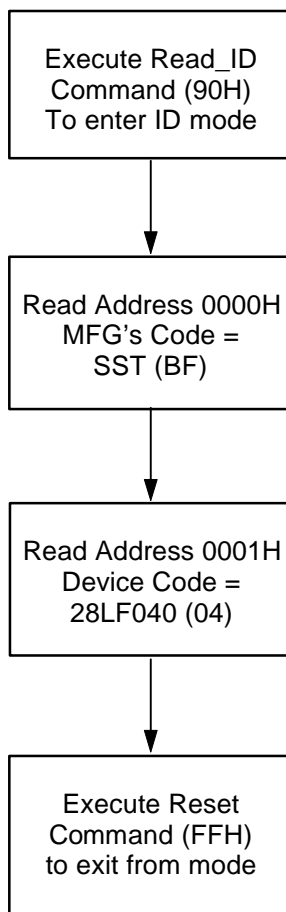 Execute Read_ID
Command (90H)
To enter ID mode
Read Address 0000H
MFG's Code =
SST (BF)
Read Address 0001H
Device Code =
28LF040 (04)
Execute Reset
Command (FFH)
to exit from mode